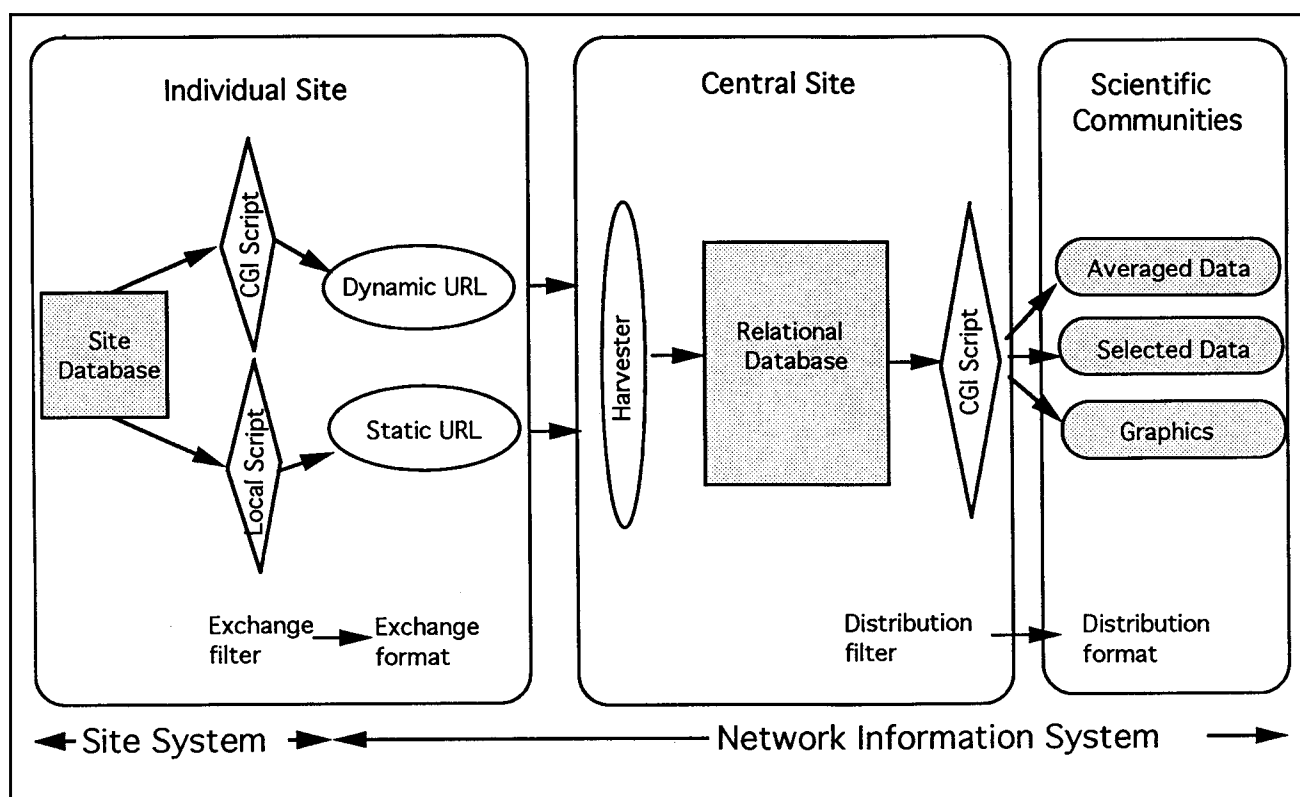 Individual Site
CGI Script
Dynamic URL
Site
Database
Local Script
Static URL
Exchange
filter
Exchange
format
Central Site
Harvester
Relational
Database
CGI Script
Distribution
filter
Scientific
Communities
Averaged Data
Selected Data
Graphics
Distribution
format
Site System
Network Information System